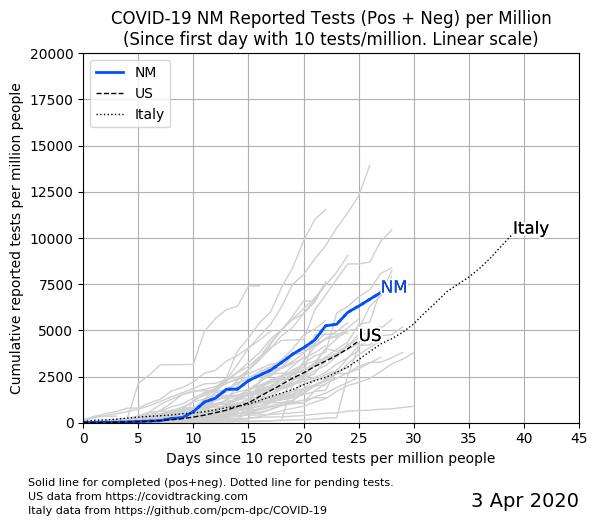 COVID-19 NM Reported Tests (Pos + Neg) per Million
(Since first day with 10 tests/million. Linear scale)
Cumulative reported tests per million people
20000
17500
15000
12500
10000
7500
5000
2500
0
NM
US
Italy
Italy
NM
US
0 5 10 15 20 25 30 35 40 45
Days since 10 reported tests per million people
Solid line for completed (pos+neg). Dotted line for pending tests.
US data from https://covidtracking.com
Italy data from https://github.com/pcm-dpc/COVID-19
3 Apr 2020